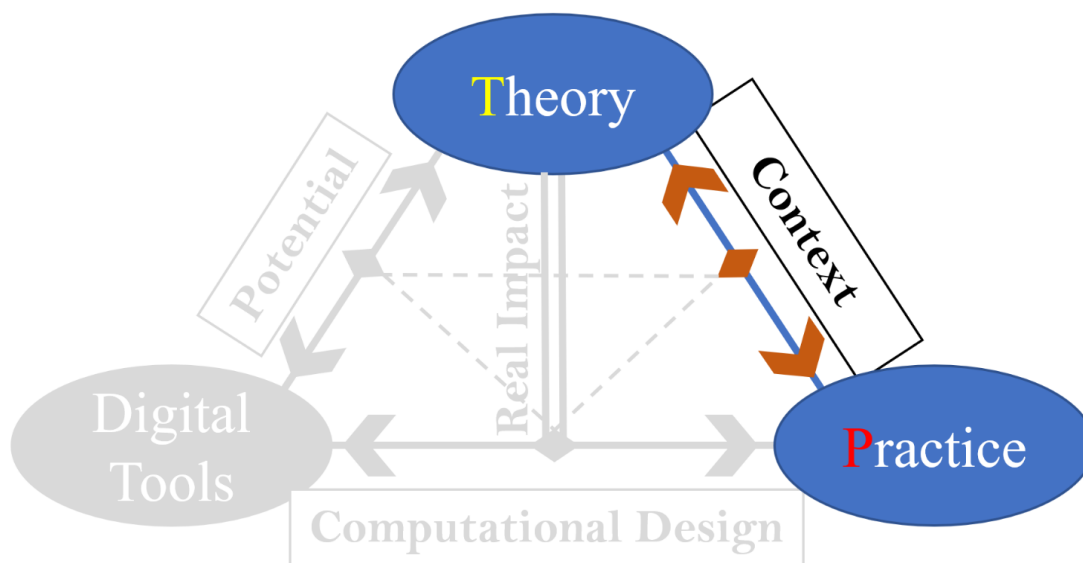 Theory
Potential
Real Impact
Context
Digital
Tools
Practice
Computational Design